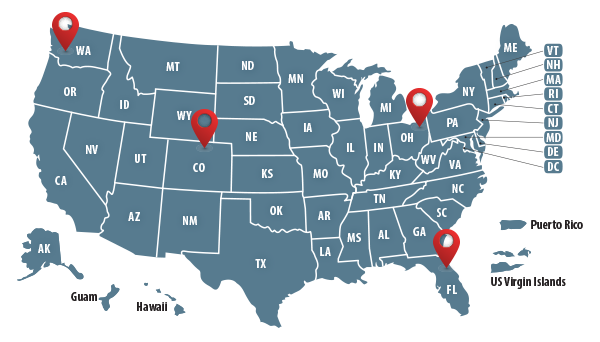 WA
MT
ND
MN
ME
VT
NH
MA
RI
CT
NJ
MD
DE
DC
OR
ID
WY
SD
WI
MI
NY
NE
IA
PA
NV
UT
CO
IL
IN
OH
WV
VA
CA
KS
MO
KY
NC
AZ
NM
OK
AR
TN
SC
MS
AL
GA
TX
LA
FL
AK
Guam
Hawaii
Puerto Rico
US Virgin Islands